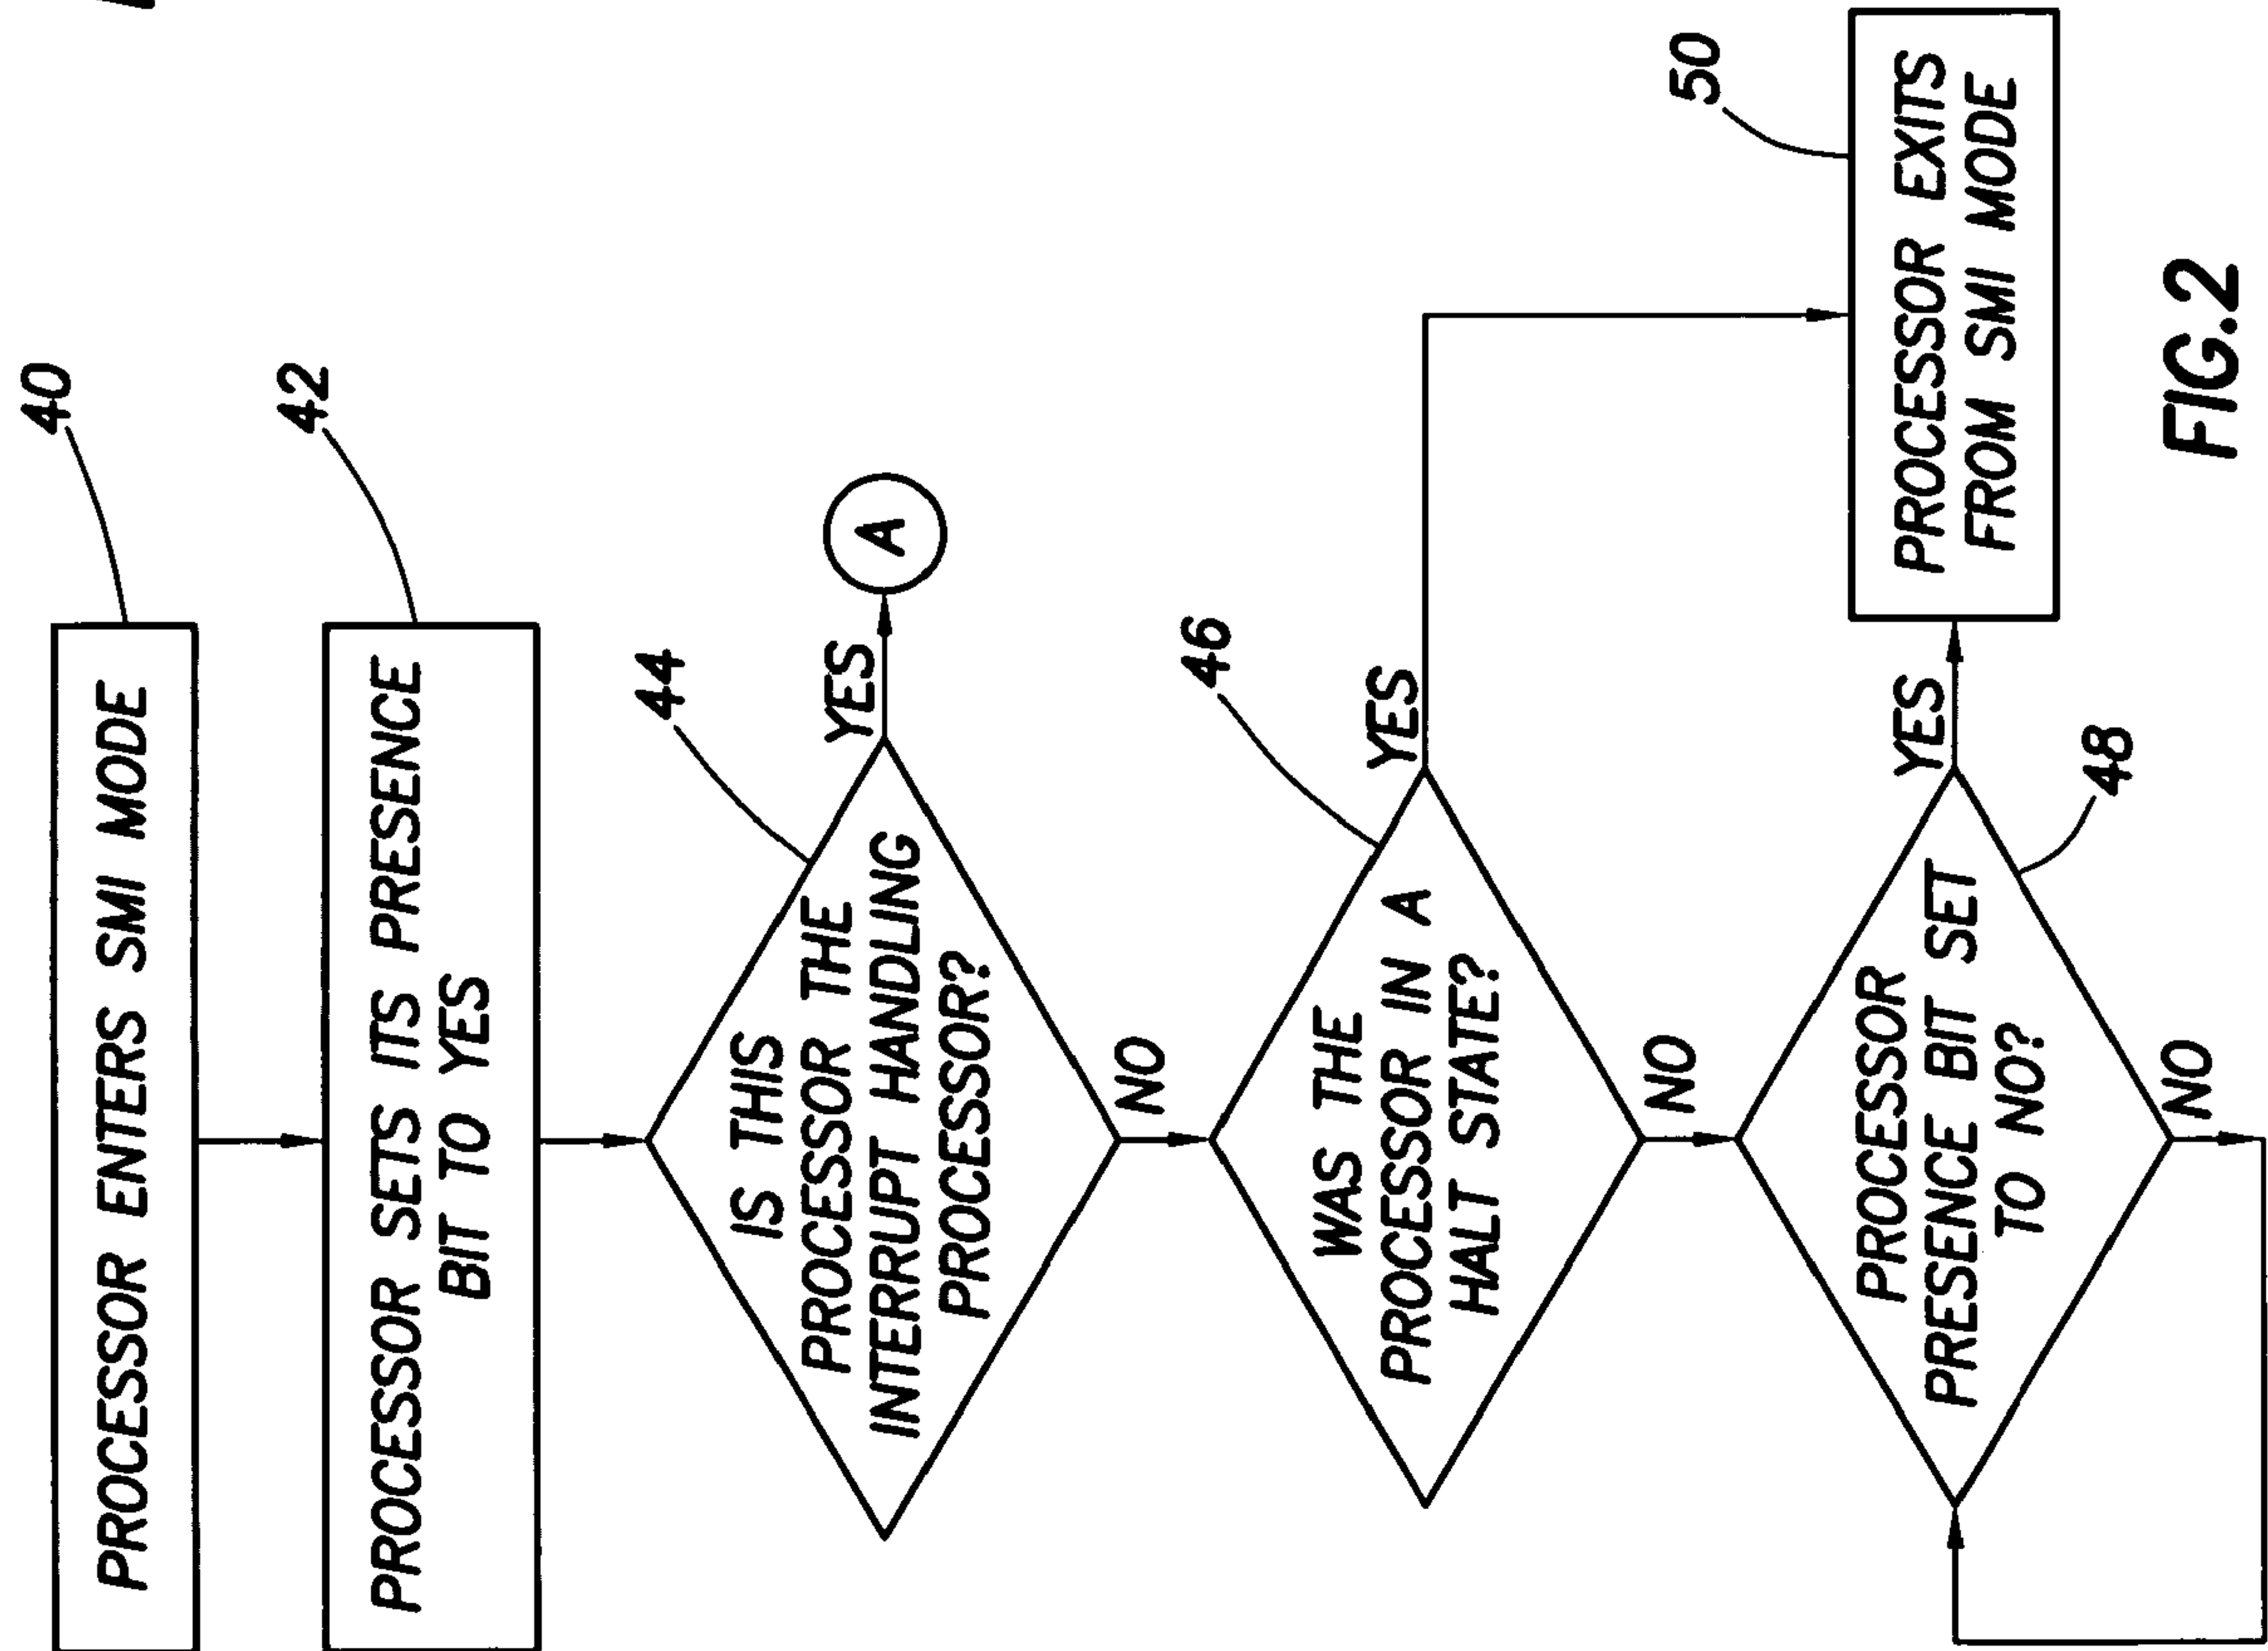 40
PROCESSOR ENTERS SMI MODE
42
PROCESSOR SETS ITS PRESENCE
BIT TO YES
44
IS THIS
PROCESSOR THE
INTERRUPT HANDLING
PROCESSOR?
YES
A
NO
46
WAS THE
PROCESSOR IN A
HALT STATE?
YES
NO
PROCESSOR
PRESENCE BIT SET
TO NO?
YES
48
NO
50
PROCESSOR EXITS
FROM SMI MODE
FIG.2